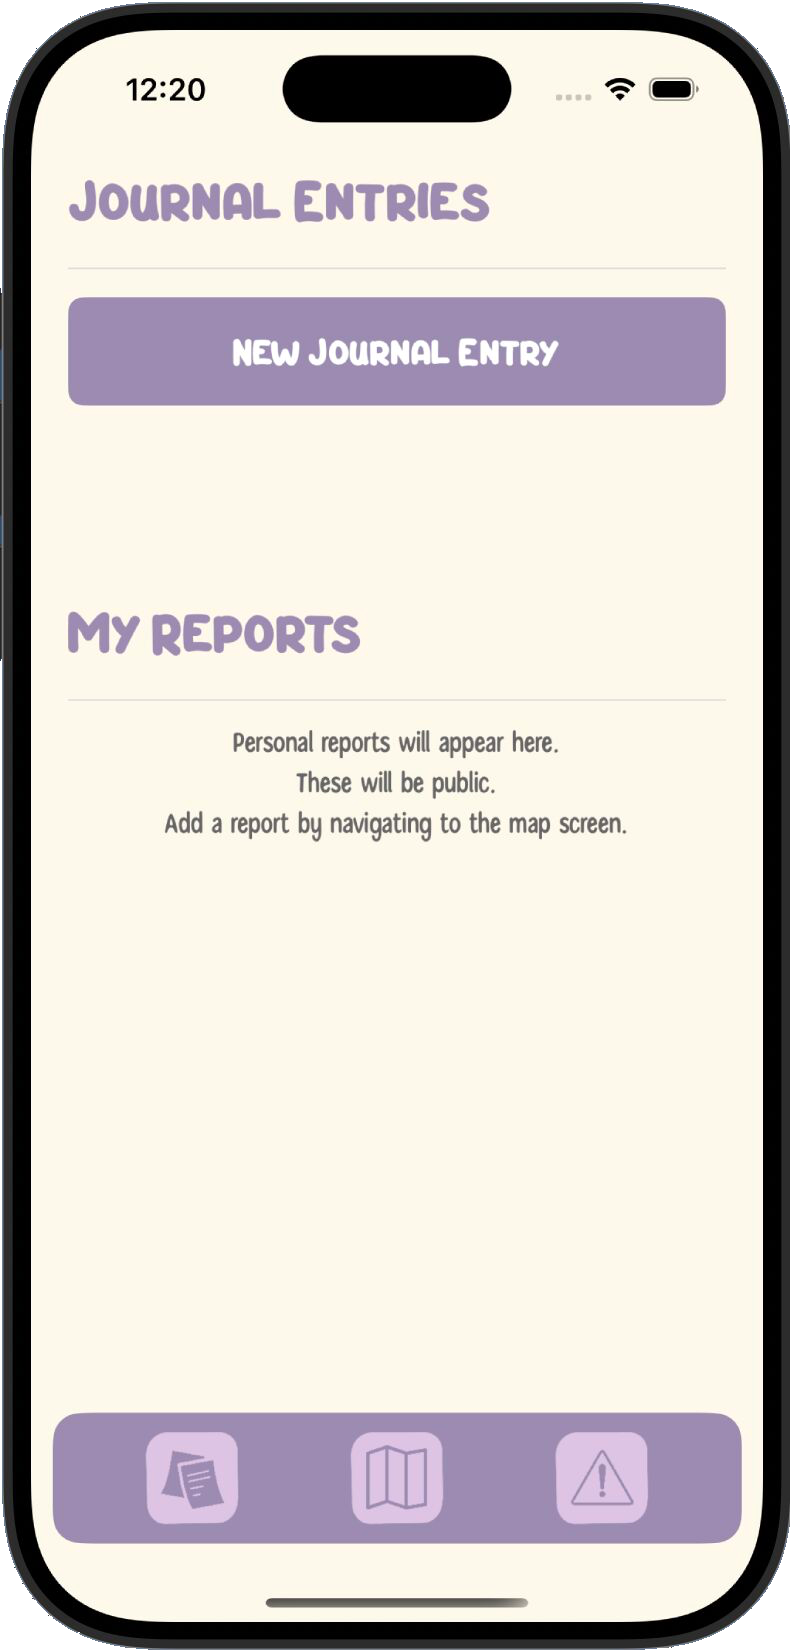 12:20
Journal Entries
New Journal Entry
My Reports
Personal reports will appear here.
These will be public.
Add a report by navigating to the map screen.